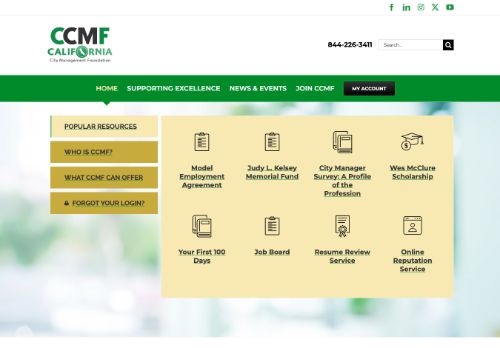 CCMF
CALIFORNIA
City Management Foundation
844-226-3411
Search...
HOME
SUPPORTING EXCELLENCE
NEWS & EVENTS
JOIN CCMF
MY ACCOUNT
POPULAR RESOURCES
WHO IS CCMF?
WHAT CCMF CAN OFFER
FORGOT YOUR LOGIN?
Model
Employment
Agreement
Judy L. Kelsey
Memorial Fund
City Manager
Survey: A Profile
of the
Profession
Wes McClure
Scholarship
Your First 100
Days
Job Board
Resume Review
Service
Online
Reputation
Service